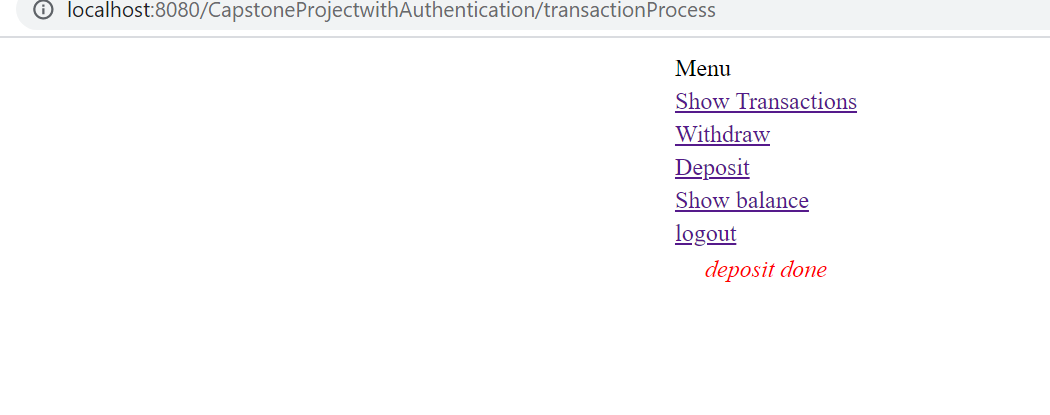 localhost:8080/CapstoneProjectwithAuthentication/transactionProcess
Menu
Show Transactions
Withdraw
Deposit
Show balance
logout
deposit done